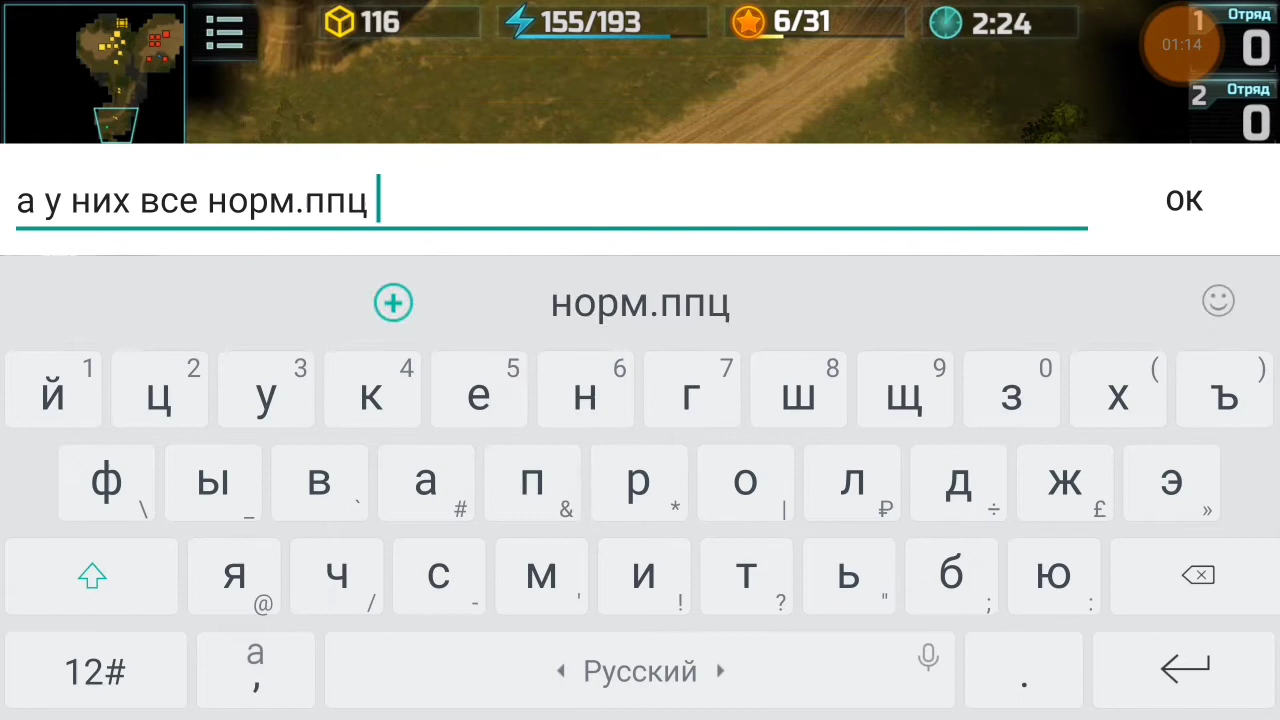 116
155/193
6/31
2:24
01:14
1 Отряд
0
2 Отряд
0
а у них все норм.ппц
ОК
норм.ппц
й 1 ц 2 у 3 к 4 е 5 н 6 г 7 ш 8 щ 9 з 0 х ( ъ )
ф \ ы _ в ` а # п & р * о | л ₽ д ÷ ж £ э »
я @ ч / с - м ' и ! т ? ь " б ; ю :
12# а , Русский .